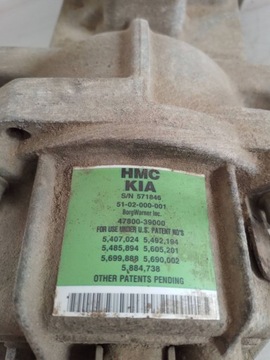 HMC
KIA
S/N 571846
51-02-000-001
BorgWarner Inc.
47800-39000
FOR USE UNDER U.S. PATENT NO'S
5,407,024 5,492,194
5,485,894 5,605,201
5,699,888 5,690,002
5,884,738
OTHER PATENTS PENDING